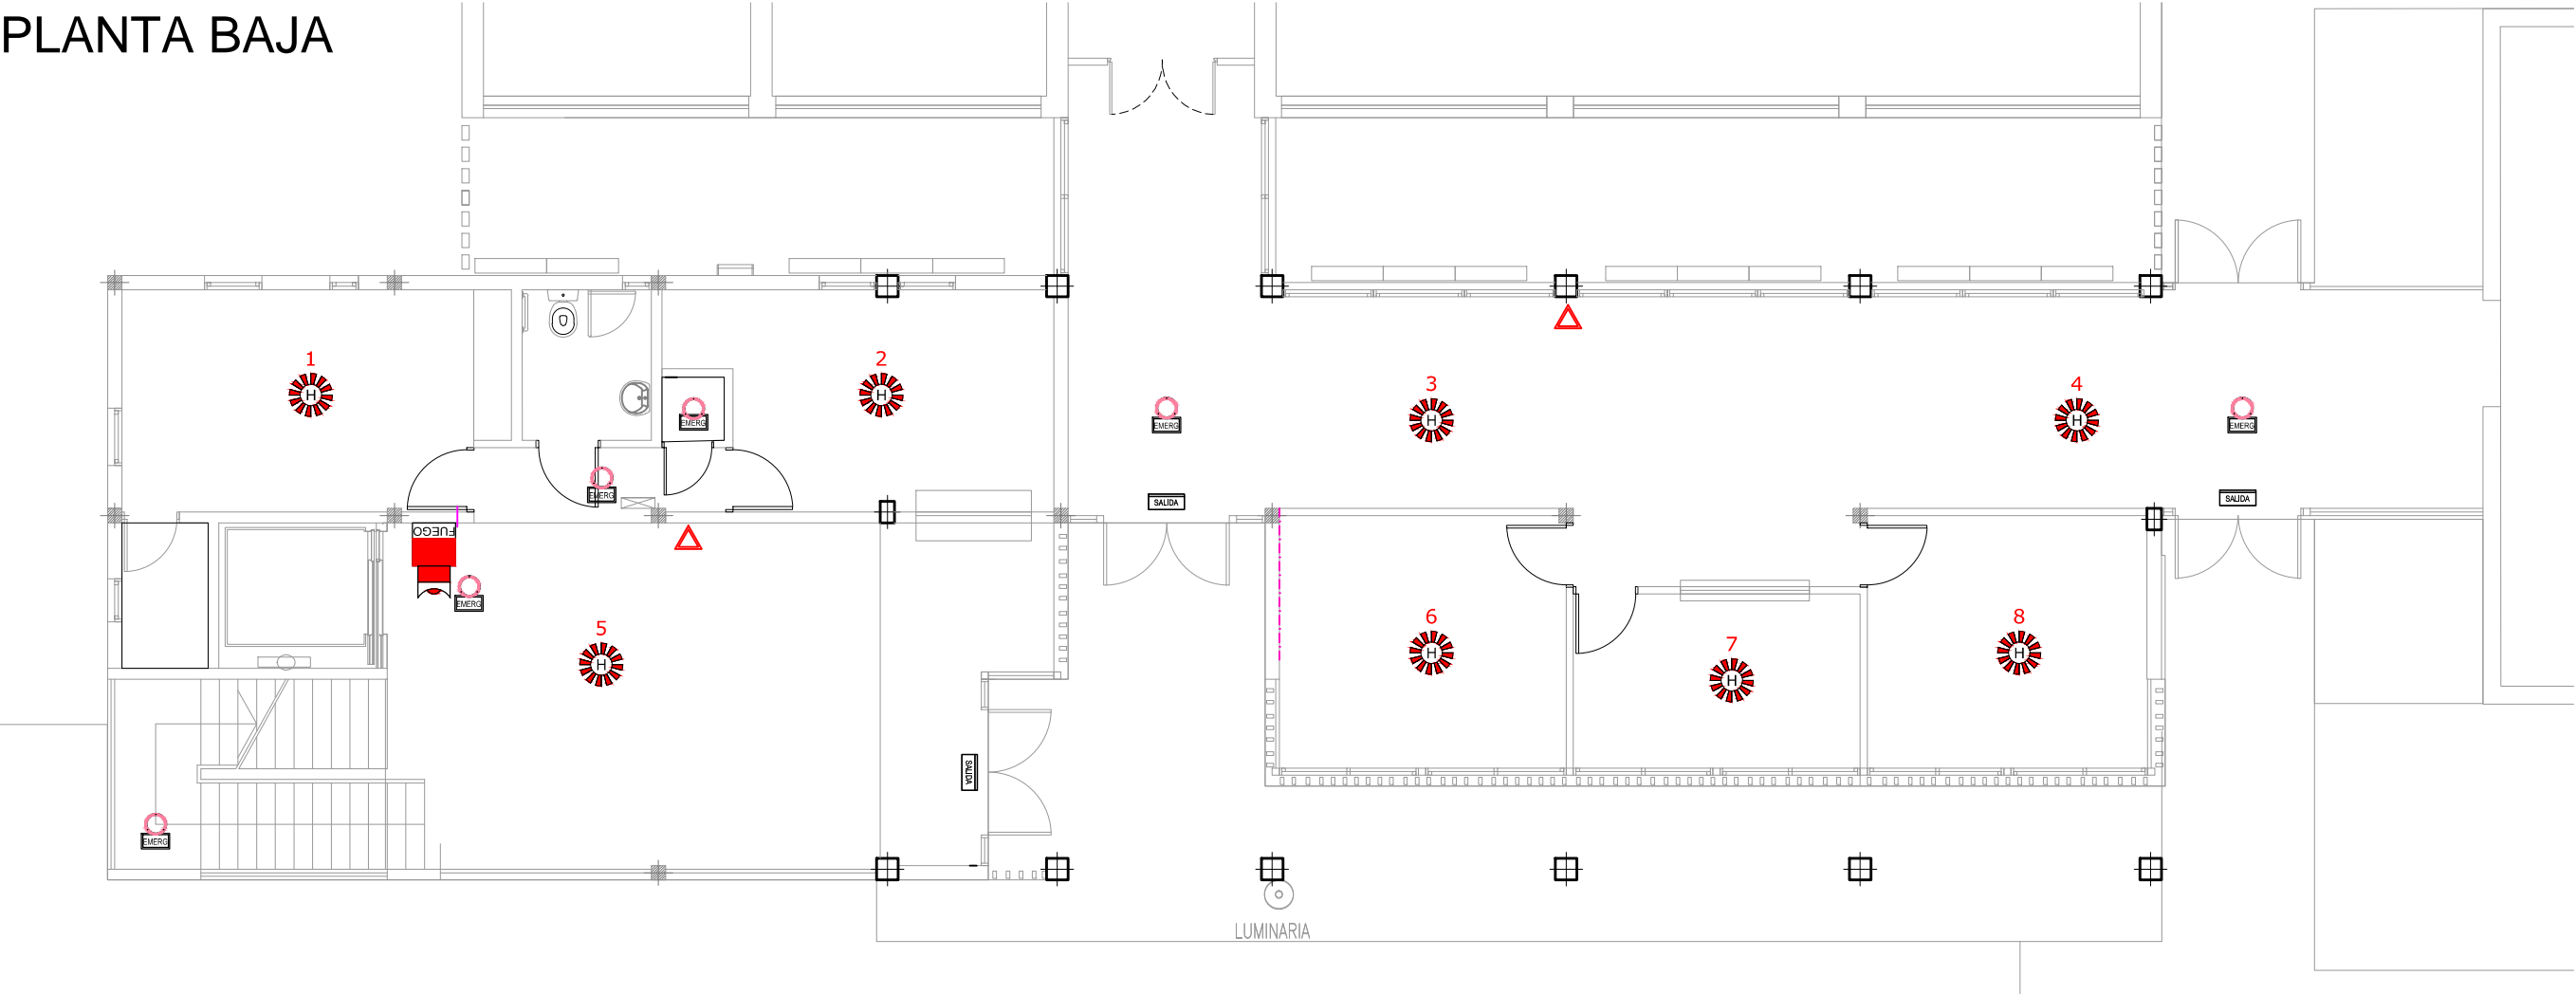 PLANTA BAJA
1
H
2
H
3
H
4
H
EMERG
EMERG
EMERG
EMERG
SALIDA
SALIDA
FUEGO
EMERG
5
H
6
H
7
H
8
H
SALIDA
EMERG
LUMINARIA